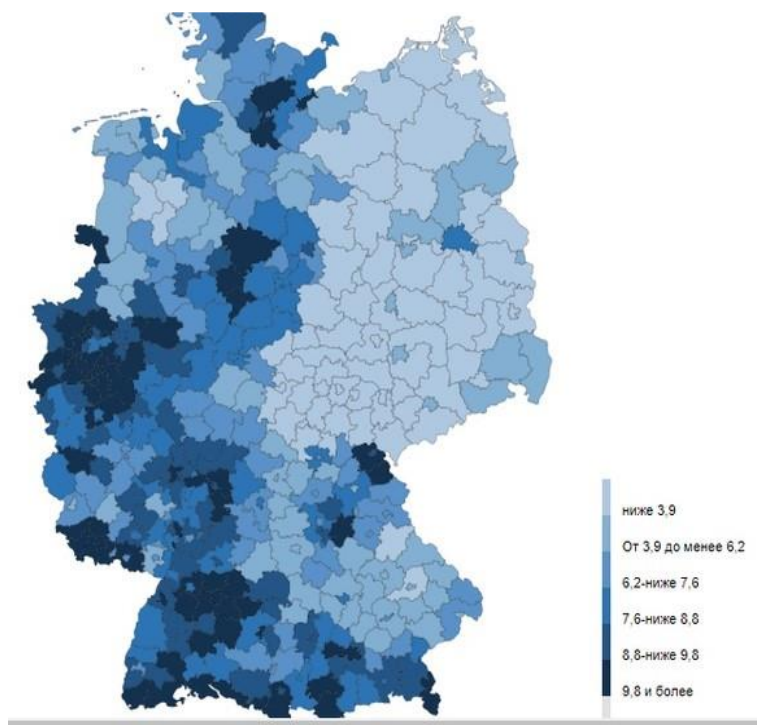 ниже 3,9
От 3,9 до менее 6,2
6,2-ниже 7,6
7,6-ниже 8,8
8,8-ниже 9,8
9,8 и более